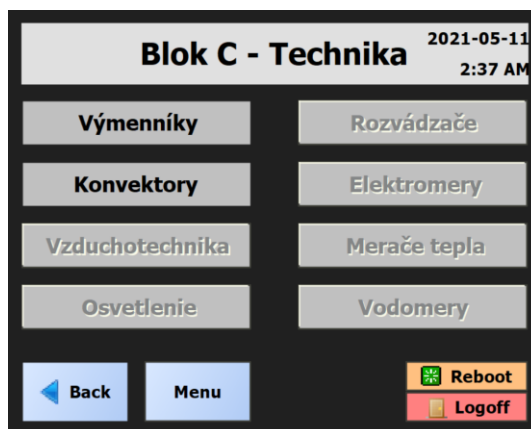 Blok C - Technika
2021-05-11
2:37 AM
Výmenníky
Rozvádzače
Konvektory
Elektromery
Vzduchotechnika
Merače tepla
Osvetlenie
Vodomery
Back
Menu
Reboot
Logoff